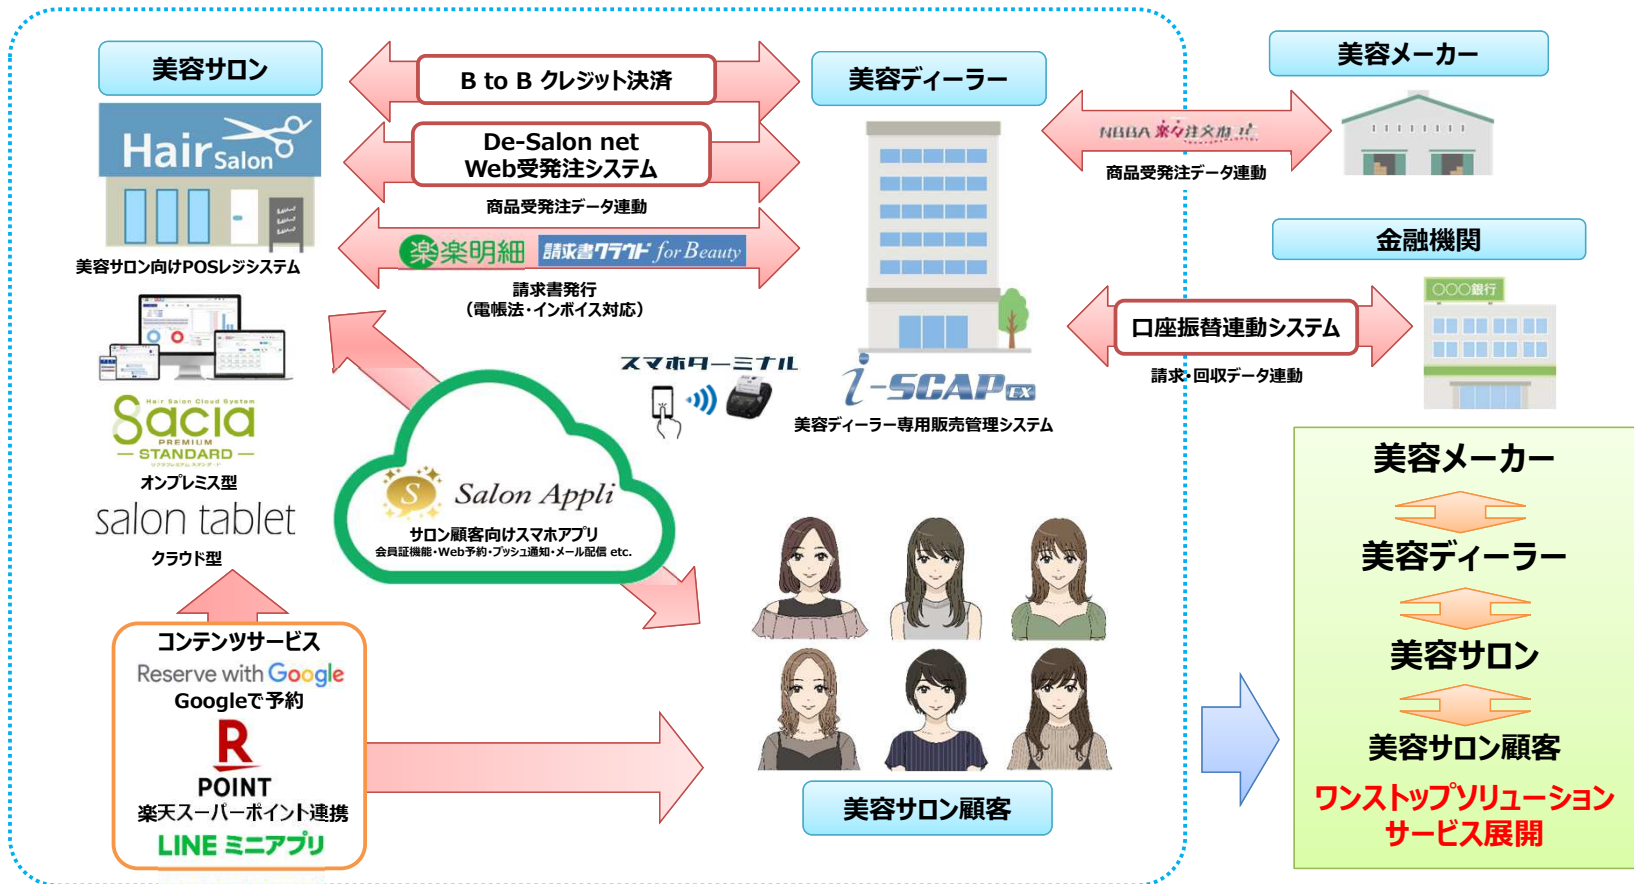 美容サロン
Hair Salon
美容サロン向けPOSレジシステム
Hair Salon Cloud System
Sacla
PREMIUM
STANDARD
オンプレミス型
salon tablet
クラウド型
コンテンツサービス
Reserve with Google
Googleで予約
R
POINT
楽天スーパーポイント連携
LINE ミニアプリ
B to B クレジット決済
De-Salon net
Web受発注システム
商品受発注データ連動
楽 楽楽明細
請求書クラウド for Beauty
請求書発行
(電帳法・インボイス対応)
スマホターミナル
S Salon Appli
サロン顧客向けスマホアプリ
会員証機能・Web予約・プッシュ通知・メール配信 etc.
美容ディーラー
i-SCAP EX
美容ディーラー専用販売管理システム
美容サロン顧客
美容メーカー
NBBA 楽々注文
商品受発注データ連動
金融機関
〇〇〇銀行
口座振替連動システム
請求・回収データ連動
美容メーカー
美容ディーラー
美容サロン
美容サロン顧客
ワンストップソリューション
サービス展開